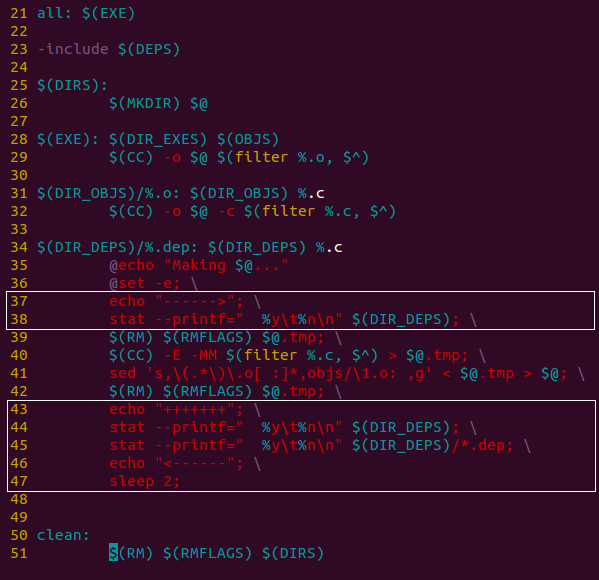 21 all: $(EXE)
22
23 -include $(DEPS)
24
25 $(DIRS):
26         $(MKDIR) $@
27
28 $(EXE): $(DIR_EXES) $(OBJS)
29         $(CC) -o $@ $(filter %.o, $^)
30
31 $(DIR_OBJS)/%.o: $(DIR_OBJS) %.c
32         $(CC) -o $@ -c $(filter %.c, $^)
33
34 $(DIR_DEPS)/%.dep: $(DIR_DEPS) %.c
35         @echo "Making $@..."
36         @set -e; \
37         echo "------>"; \
38         stat --printf="  %y\t%n\n" $(DIR_DEPS); \
39         $(RM) $(RMFLAGS) $@.tmp; \
40         $(CC) -E -MM $(filter %.c, $^) > $@.tmp; \
41         sed 's,\(.*\)\.o[ :]*,objs/\1.o: ,g' < $@.tmp > $@; \
42         $(RM) $(RMFLAGS) $@.tmp; \
43         echo "+++++++"; \
44         stat --printf="  %y\t%n\n" $(DIR_DEPS); \
45         stat --printf="  %y\t%n\n" $(DIR_DEPS)/*.dep; \
46         echo "<------"; \
47         sleep 2;
48
49
50 clean:
51         $(RM) $(RMFLAGS) $(DIRS)